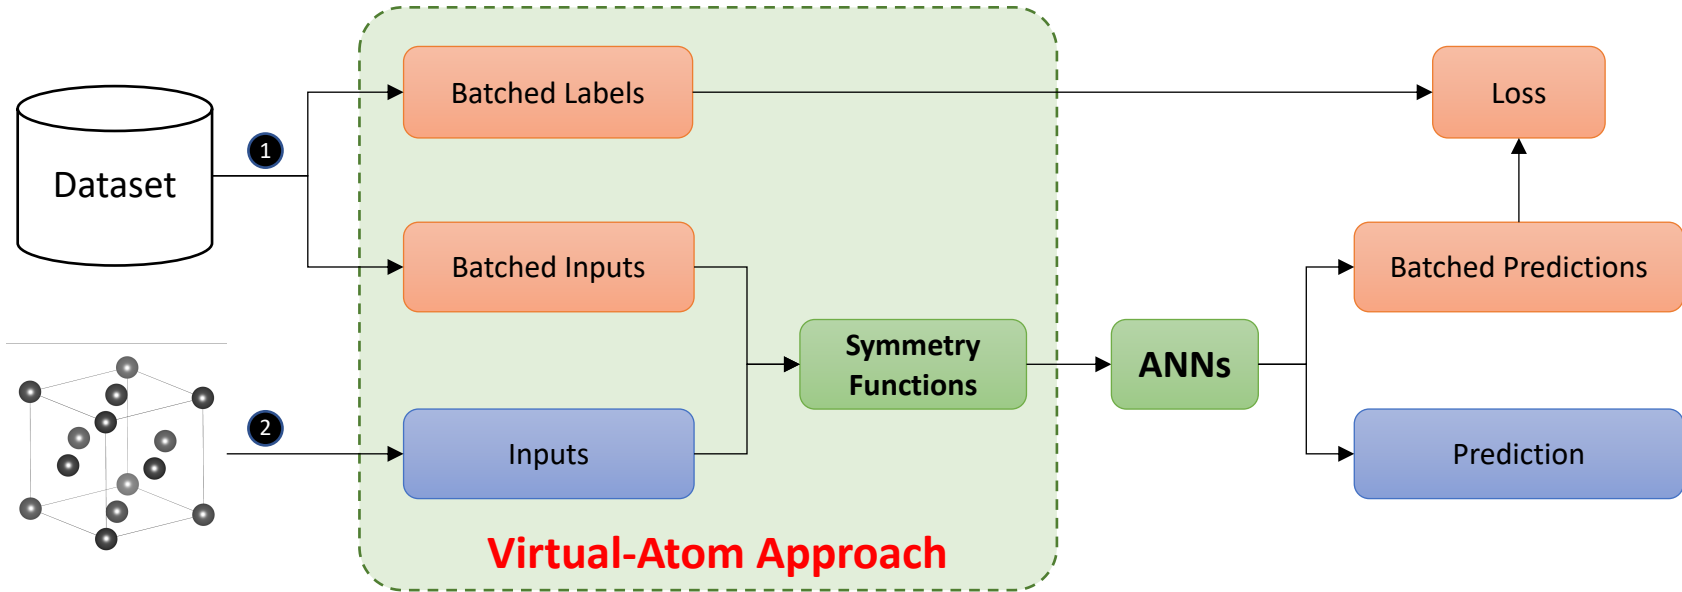 Batched Labels
Loss
1
Dataset
Batched Inputs
Batched Predictions
Symmetry
Functions
ANNs
2
Inputs
Prediction
Virtual-Atom Approach